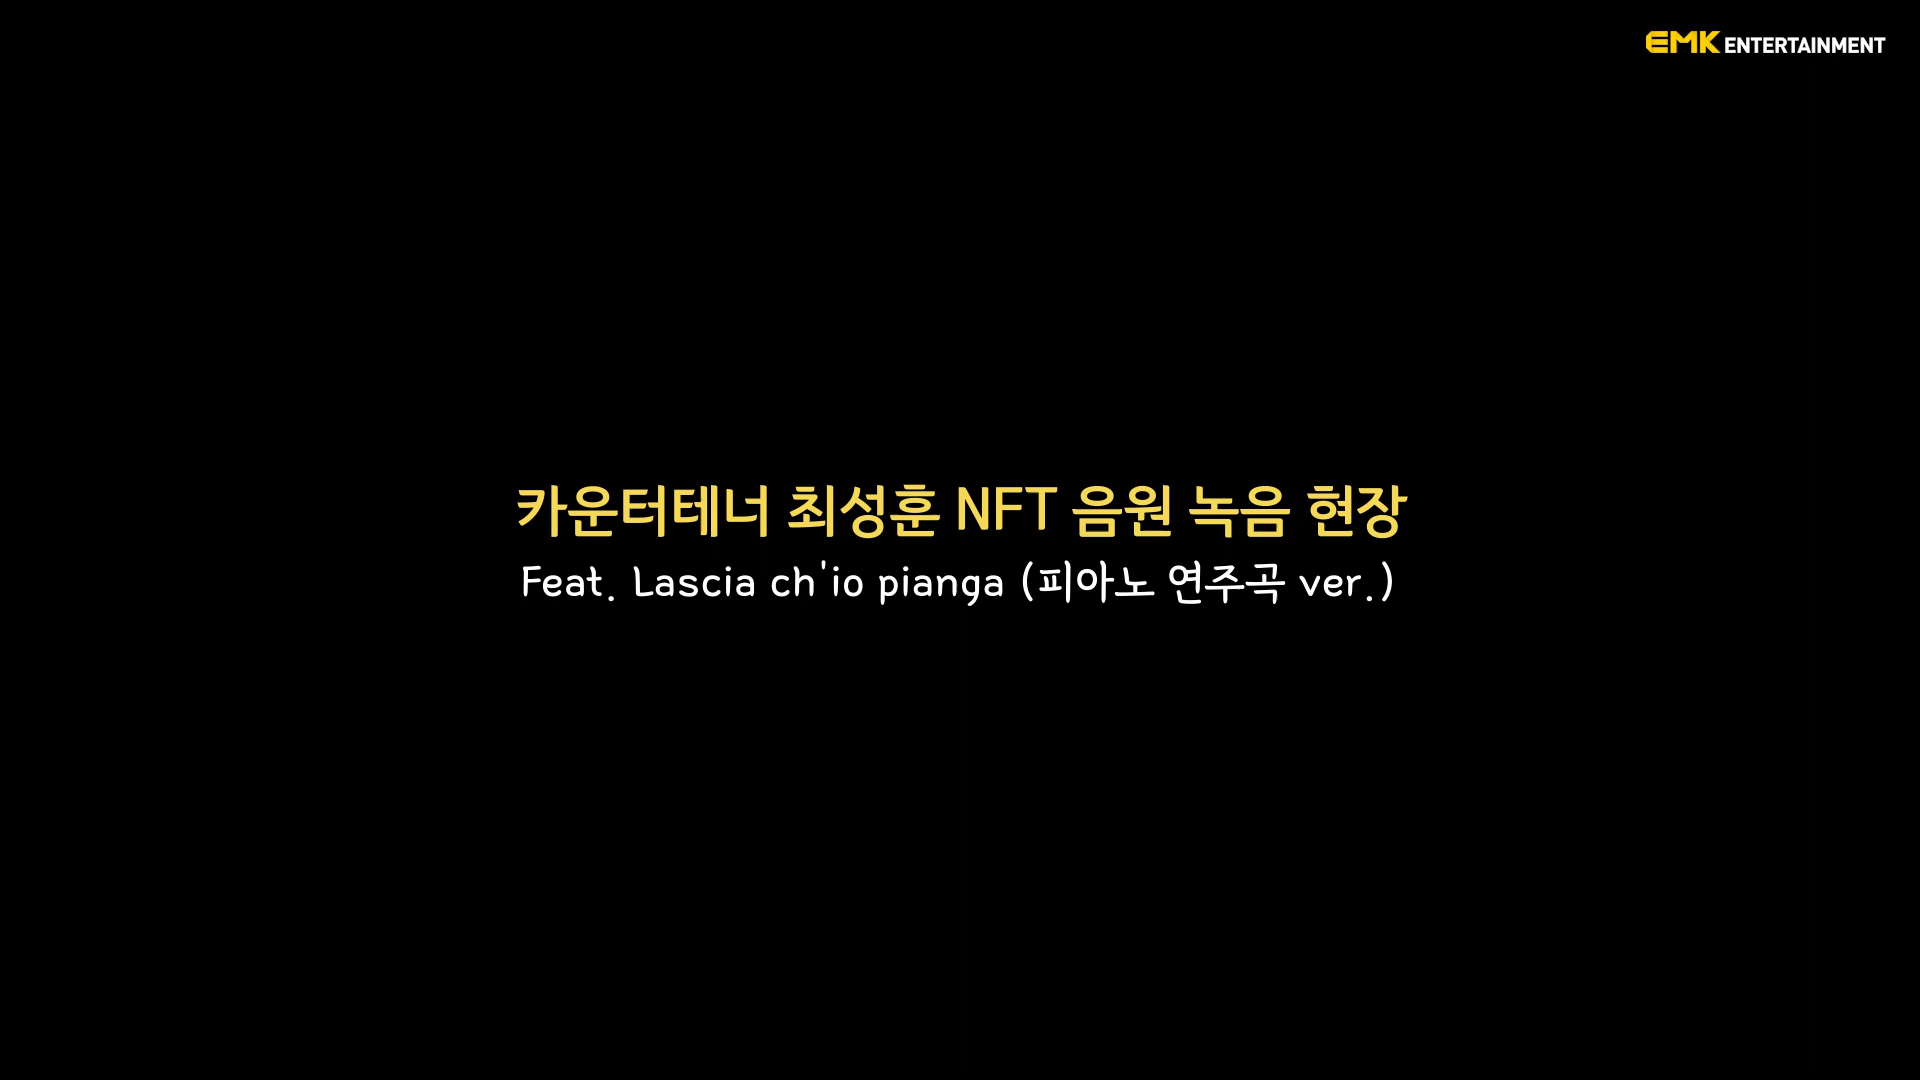 EMK ENTERTAINMENT
카운터테너 최성훈 NFT 음원 녹음 현장
Feat. Lascia ch'io pianga (피아노 연주곡 ver.)